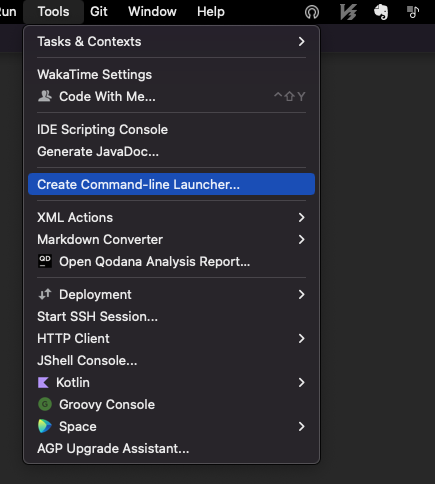 un Tools Git Window Help
Tasks & Contexts
WakaTime Settings
Code With Me... ^⇧Y
IDE Scripting Console
Generate JavaDoc...
Create Command-line Launcher...
XML Actions
Markdown Converter
QD Open Qodana Analysis Report...
Deployment
Start SSH Session...
HTTP Client
JShell Console...
Kotlin
G Groovy Console
Space
AGP Upgrade Assistant...